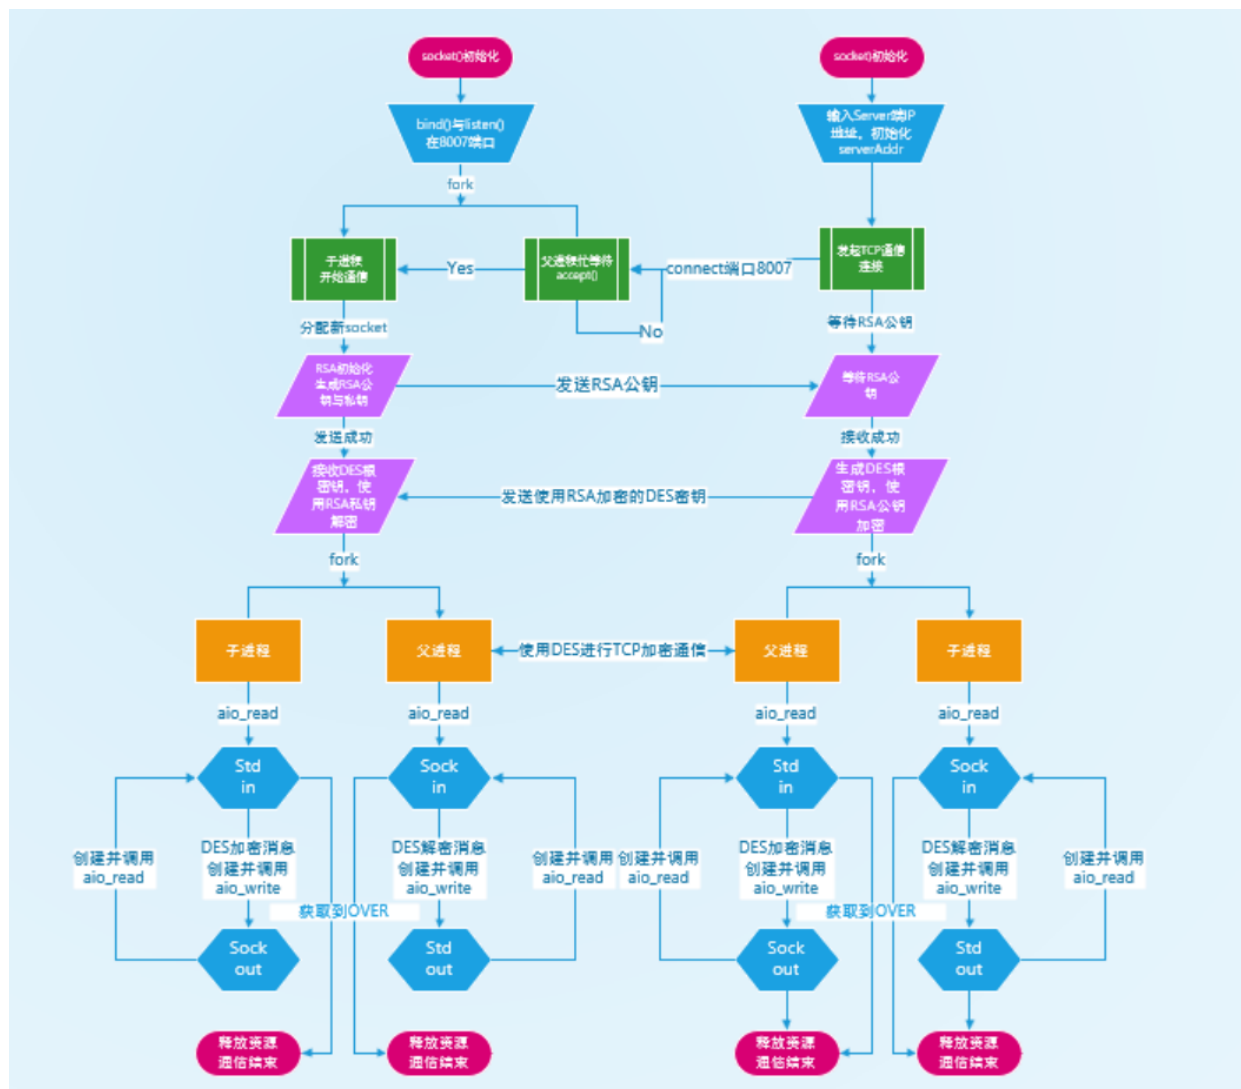 socket()初始化
socket()初始化
bind()与listen()
在8007端口
输入Server端IP
地址，初始化
serverAddr
fork
子进程
开始通信
Yes
父进程忙等待
accept()
connect端口8007
发起TCP通信
连接
No
分配新socket
等待RSA公钥
RSA初始化
生成RSA公
钥与私钥
发送RSA公钥
等待RSA公
钥
发送成功
接收成功
接收DES根
密钥，使
用RSA私钥
解密
发送使用RSA加密的DES密钥
生成DES根
密钥，使
用RSA公钥
加密
fork
fork
子进程
父进程
使用DES进行TCP加密通信
父进程
子进程
aio_read
aio_read
aio_read
aio_read
Std
in
Sock
in
Std
in
Sock
in
创建并调用
aio_read
DES加密消息
创建并调用
aio_write
DES解密消息
创建并调用
aio_write
创建并调用
aio_read
创建并调用
aio_read
DES加密消息
创建并调用
aio_write
DES解密消息
创建并调用
aio_write
创建并调用
aio_read
获取到OVER
获取到OVER
Sock
out
Std
out
Sock
out
Std
out
释放资源
通信结束
释放资源
通信结束
释放资源
通信结束
释放资源
通信结束